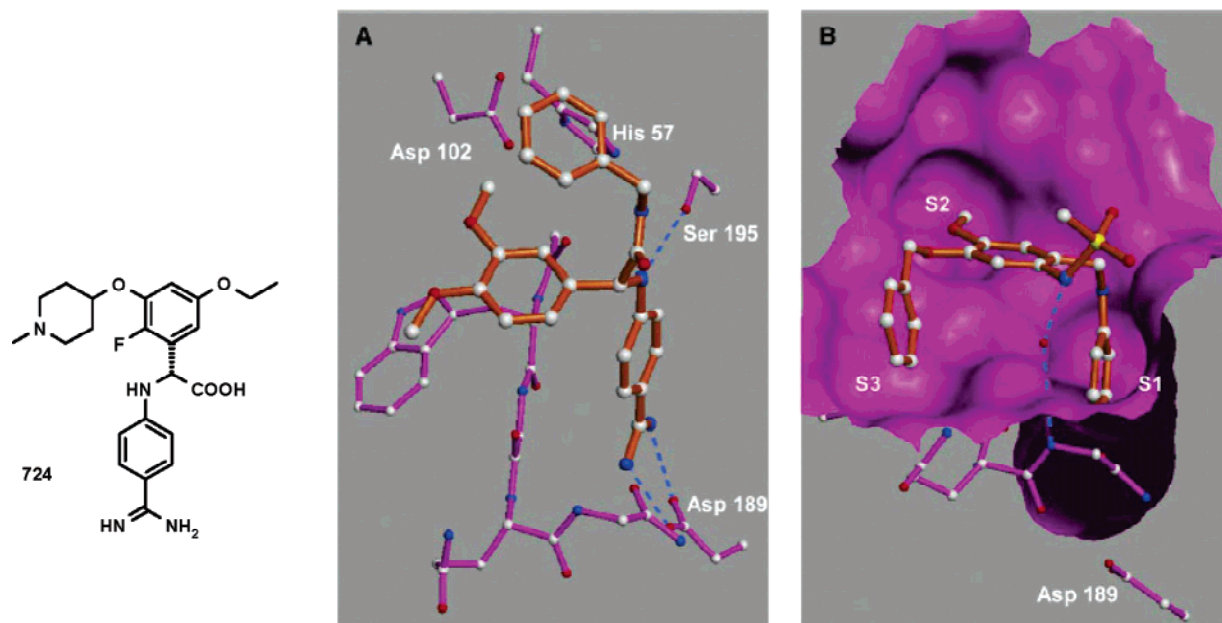 O
O
N
F
HN
COOH
724
HN
NH2
A
His 57
Asp 102
Ser 195
Asp 189
B
S2
S3
S1
Asp 189